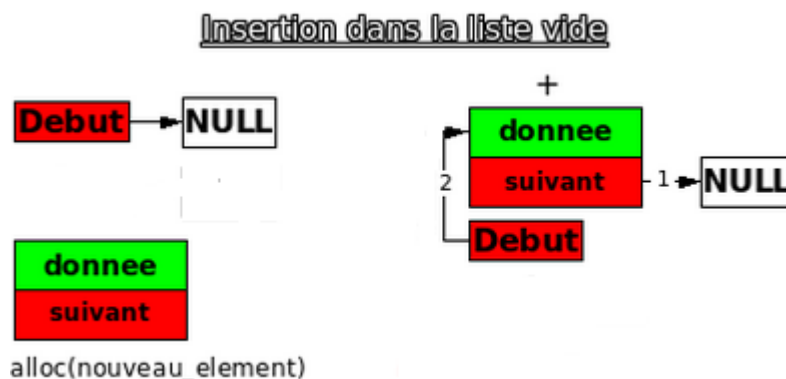 Insertion dans la liste vide
Debut
NULL
donnee
suivant
alloc(nouveau_element)
+
donnee
suivant
1
NULL
2
Debut